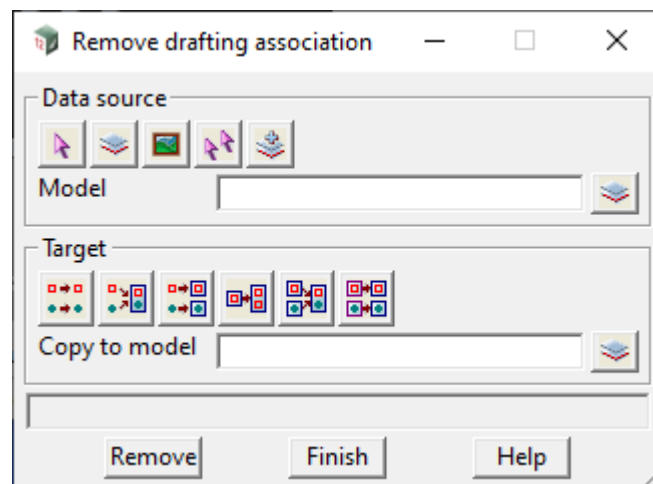 Remove drafting association
Data source
Model
Target
Copy to model
Remove Finish Help